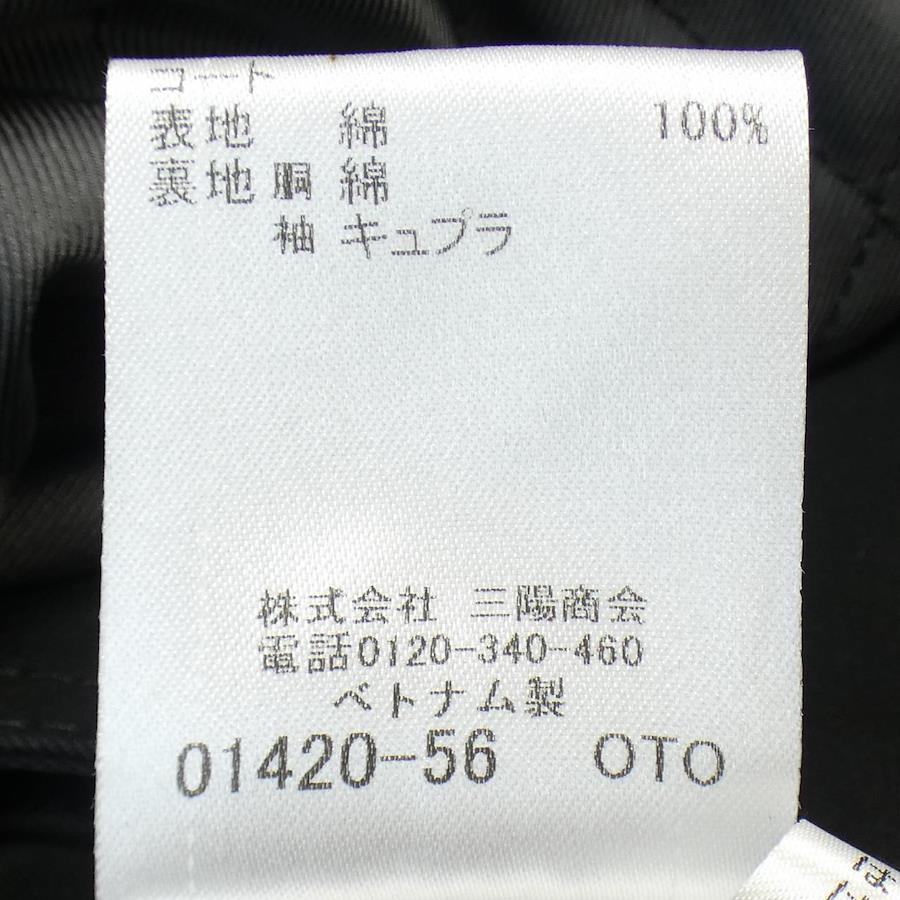 コート
表地 綿 100%
裏地 胴 綿
袖 キュプラ
株式会社 三陽商会
電話0120-340-460
ベトナム製
01420-56 OTO